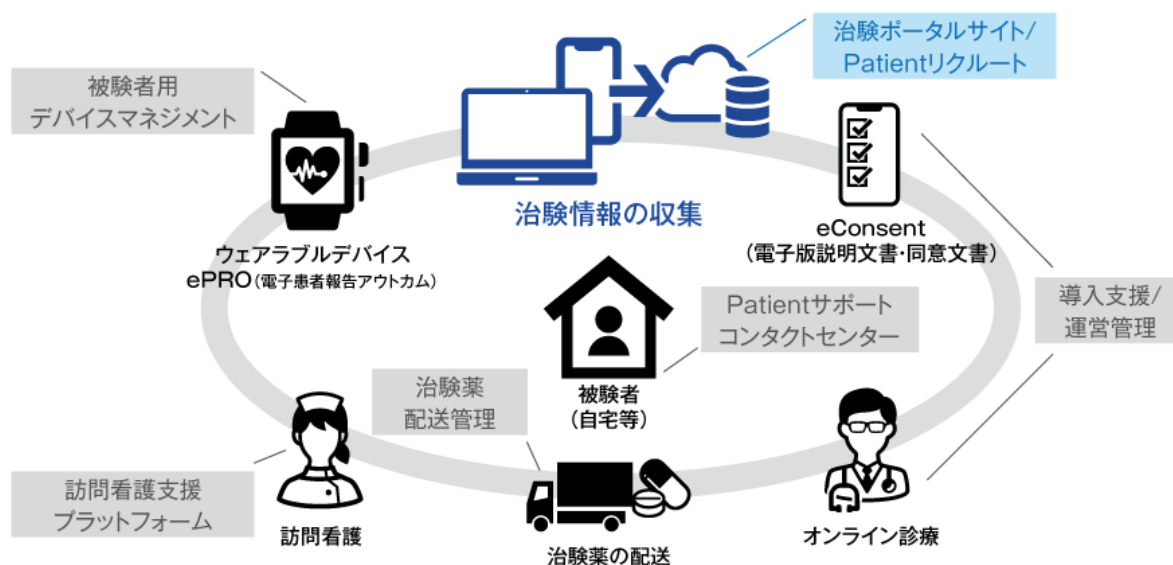 治験ポータルサイト/
Patientリクルート
被験者用
デバイスマネジメント
治験情報の収集
eConsent
(電子版説明文書・同意文書)
ウェアラブルデバイス
ePRO(電子患者報告アウトカム)
Patientサポート
コンタクトセンター
導入支援/
運営管理
被験者
(自宅等)
治験薬
配送管理
訪問看護支援
プラットフォーム
訪問看護
治験薬の配送
オンライン診療